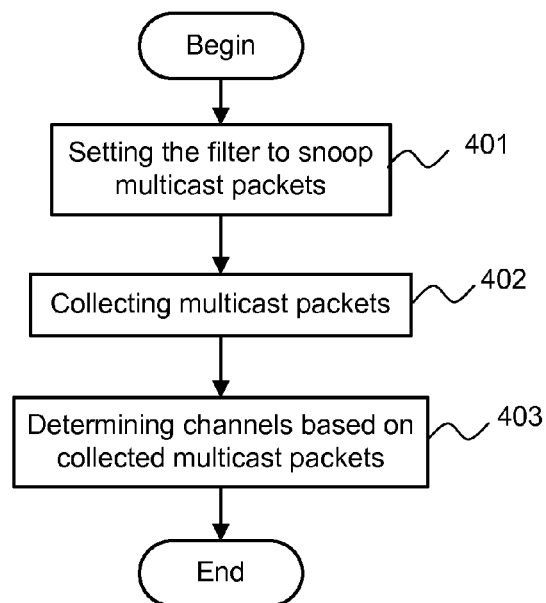 Begin
Setting the filter to snoop
multicast packets
401
Collecting multicast packets
402
Determining channels based on
collected multicast packets
403
End